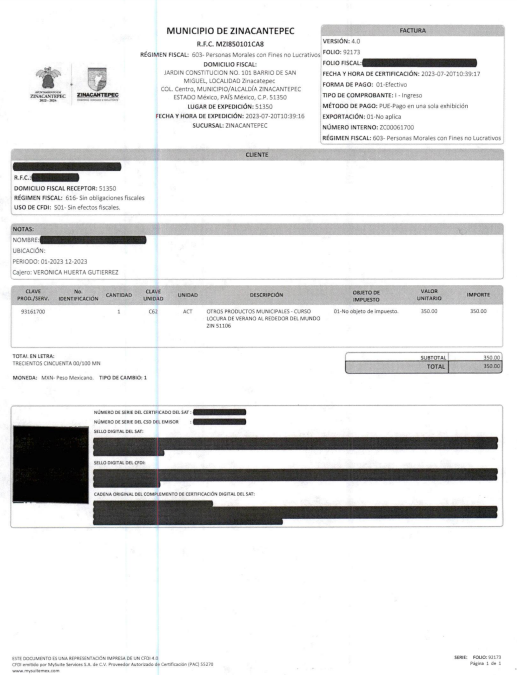 MUNICIPIO DE ZINACANTEPEC
R.F.C. MZI850101CA8
RÉGIMEN FISCAL: 603- Personas Morales con Fines no Lucrativos
DOMICILIO FISCAL:
JARDIN CONSTITUCION NO. 101 BARRIO DE SAN
MIGUEL, LOCALIDAD Zinacatepec
COL. Centro, MUNICIPIO/ALCALDÍA ZINACANTEPEC
ESTADO México, PAÍS México, C.P. 51350
LUGAR DE EXPEDICIÓN: 51350
FECHA Y HORA DE EXPEDICIÓN: 2023-07-20T10:39:16
SUCURSAL: ZINACANTEPEC
ZINACANTEPEC
2022 - 2024
ZINACANTEPEC
FACTURA
VERSIÓN: 4.0
FOLIO: 92173
FOLIO FISCAL:
FECHA Y HORA DE CERTIFICACIÓN: 2023-07-20T10:39:17
FORMA DE PAGO: 01-Efectivo
TIPO DE COMPROBANTE: I - Ingreso
MÉTODO DE PAGO: PUE-Pago en una sola exhibición
EXPORTACIÓN: 01-No aplica
NÚMERO INTERNO: ZC00061700
RÉGIMEN FISCAL: 603- Personas Morales con Fines no Lucrativos
CLIENTE
R.F.C.:
DOMICILIO FISCAL RECEPTOR: 51350
RÉGIMEN FISCAL: 616- Sin obligaciones fiscales
USO DE CFDI: S01- Sin efectos fiscales.
NOTAS:
NOMBRE:
UBICACIÓN:
PERIODO: 01-2023 12-2023
Cajero: VERONICA HUERTA GUTIERREZ
CLAVE PROD./SERV. No. IDENTIFICACIÓN CANTIDAD CLAVE UNIDAD UNIDAD DESCRIPCIÓN OBJETO DE IMPUESTO VALOR UNITARIO IMPORTE
93161700 1 C62 ACT OTROS PRODUCTOS MUNICIPALES - CURSO 01-No objeto de impuesto. 350.00 350.00
LOCURA DE VERANO AL REDEDOR DEL MUNDO
ZIN 51106
TOTAL EN LETRA:
TRECIENTOS CINCUENTA 00/100 MN
SUBTOTAL 350.00
TOTAL 350.00
MONEDA: MXN- Peso Mexicano. TIPO DE CAMBIO: 1
NÚMERO DE SERIE DEL CERTIFICADO DEL SAT :
NÚMERO DE SERIE DEL CSD DEL EMISOR :
SELLO DIGITAL DEL SAT:
SELLO DIGITAL DEL CFDI:
CADENA ORIGINAL DEL COMPLEMENTO DE CERTIFICACIÓN DIGITAL DEL SAT:
ESTE DOCUMENTO ES UNA REPRESENTACIÓN IMPRESA DE UN CFDI 4.0
CFDI emitido por MySuite Services S.A. de C.V. Proveedor Autorizado de Certificación (PAC) 55270
www.mysuitemex.com
SERIE: FOLIO: 92173
Página 1 de 1